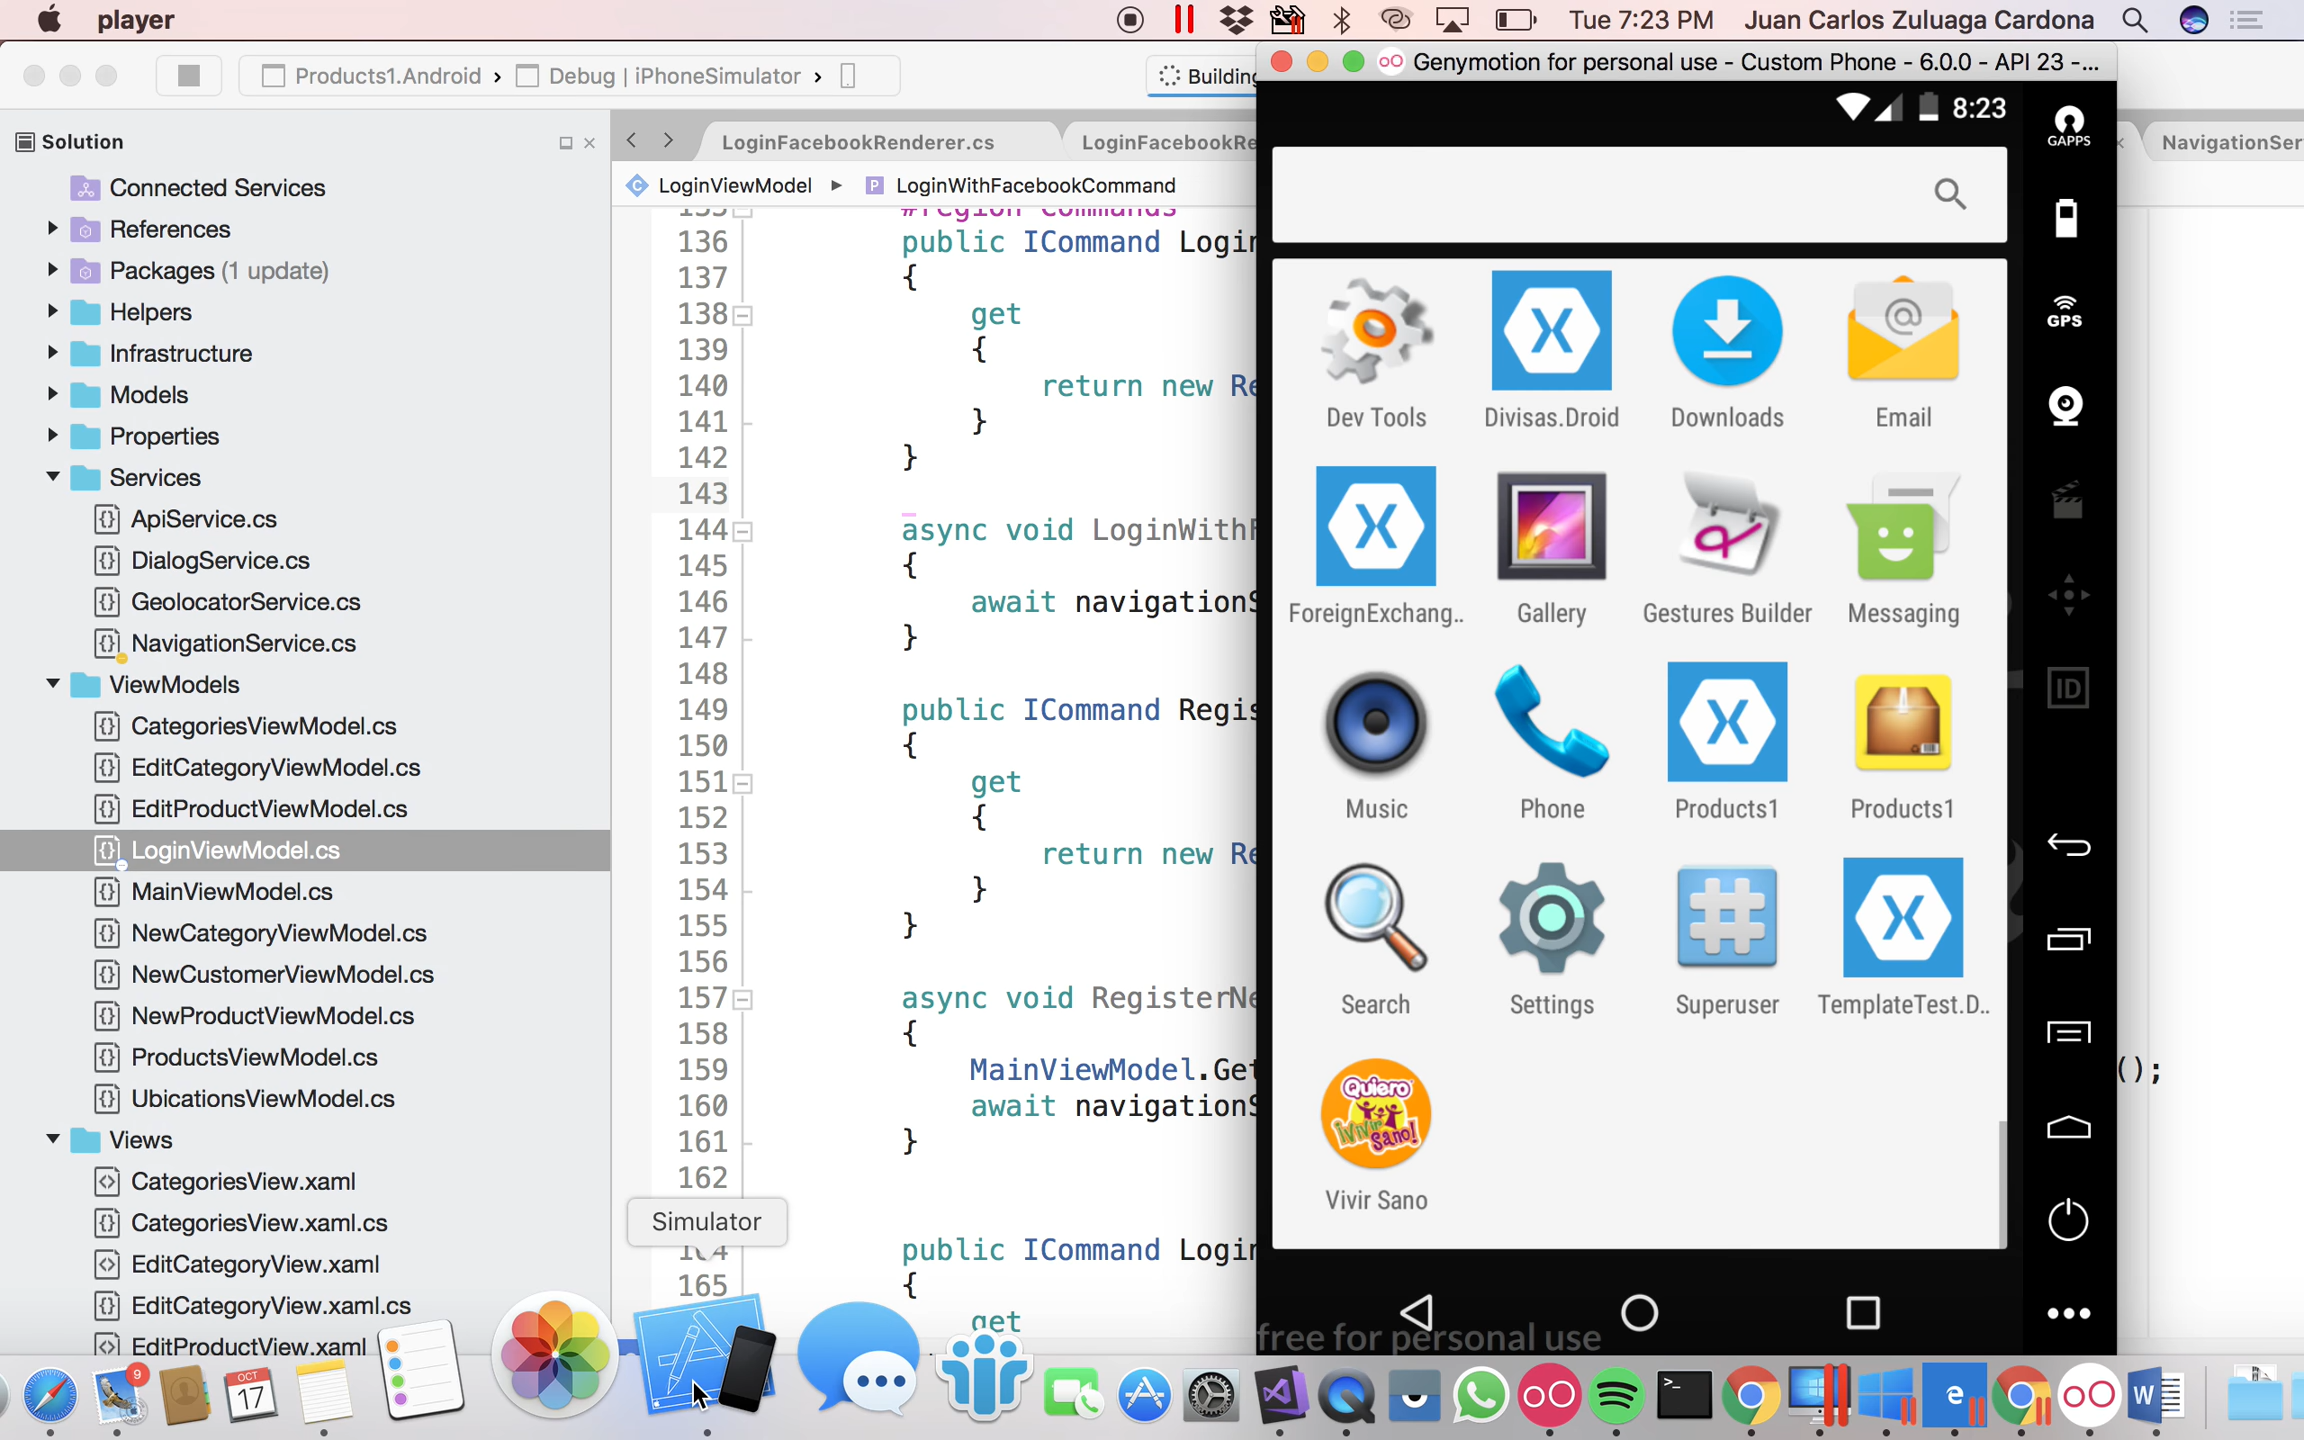 player
Tue 7:23 PM
Juan Carlos Zuluaga Cardona
Products1.Android
Debug | iPhoneSimulator
Building
Genymotion for personal use - Custom Phone - 6.0.0 - API 23 -...
Solution
Connected Services
References
Packages (1 update)
Helpers
Infrastructure
Models
Properties
Services
ApiService.cs
DialogService.cs
GeolocatorService.cs
NavigationService.cs
ViewModels
CategoriesViewModel.cs
EditCategoryViewModel.cs
EditProductViewModel.cs
LoginViewModel.cs
MainViewModel.cs
NewCategoryViewModel.cs
NewCustomerViewModel.cs
NewProductViewModel.cs
ProductsViewModel.cs
UbicationsViewModel.cs
Views
CategoriesView.xaml
CategoriesView.xaml.cs
EditCategoryView.xaml
EditCategoryView.xaml.cs
EditProductView.xaml
LoginFacebookRenderer.cs
LoginFacebookRe
NavigationSer
LoginViewModel
LoginWithFacebookCommand
135 #region Commands
136 public ICommand Login
137 {
138 get
139 {
140 return new Re
141 }
142 }
143
144 async void LoginWithF
145 {
146 await navigationS
147 }
148
149 public ICommand Regis
150 {
151 get
152 {
153 return new Re
154 }
155 }
156
157 async void RegisterNe
158 {
159 MainViewModel.Get
();
160 await navigationS
161 }
162
164 public ICommand Login
165 {
get
Simulator
8:23
Dev Tools
Divisas.Droid
Downloads
Email
ForeignExchang..
Gallery
Gestures Builder
Messaging
Music
Phone
Products1
Products1
Search
Settings
Superuser
TemplateTest.D..
Quiero
¡Vivir
Sano!
Vivir Sano
free for personal use
GAPPS
GPS
ID
9
OCT
17
W